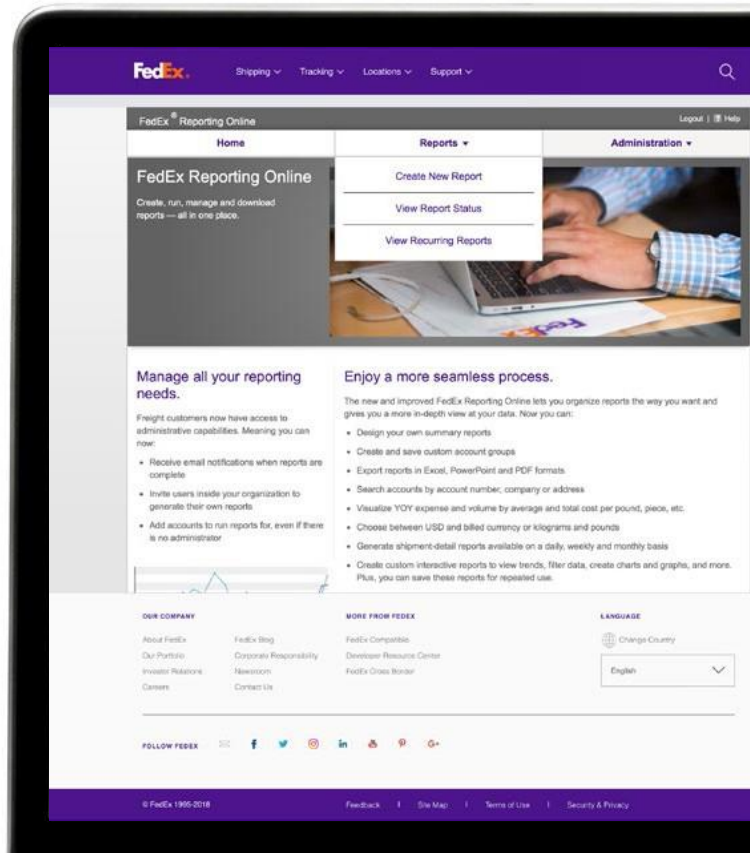 FedEx®
Shipping
Tracking
Locations
Support
FedEx® Reporting Online
Logout | Help
Home
Reports
Administration
FedEx Reporting Online
Create, run, manage and download
reports — all in one place.
Create New Report
View Report Status
View Recurring Reports
FedEx
Manage all your reporting
needs.
Freight customers now have access to
administrative capabilities. Meaning you can
now:
• Receive email notifications when reports are
complete
• Invite users inside your organization to
generate their own reports
• Add accounts to run reports for, even if there
is no administrator
Enjoy a more seamless process.
The new and improved FedEx Reporting Online lets you organize reports the way you want and
gives you a more in-depth view at your data. Now you can:
• Design your own summary reports
• Create and save custom account groups
• Export reports in Excel, PowerPoint and PDF formats
• Search accounts by account number, company or address
• Visualize YOY expense and volume by average and total cost per pound, piece, etc.
• Choose between USD and billed currency or kilograms and pounds
• Generate shipment-detail reports available on a daily, weekly and monthly basis
• Create custom interactive reports to view trends, filter data, create charts and graphs, and more.
Plus, you can save these reports for repeated use.
OUR COMPANY
About FedEx
Our Portfolio
Investor Relations
Careers
FedEx Blog
Corporate Responsibility
Newsroom
Contact Us
MORE FROM FEDEX
FedEx Compatible
Developer Resource Center
FedEx Cross Border
LANGUAGE
Change Country
English
FOLLOW FEDEX
© FedEx 1995-2018
Feedback | Site Map | Terms of Use | Security & Privacy